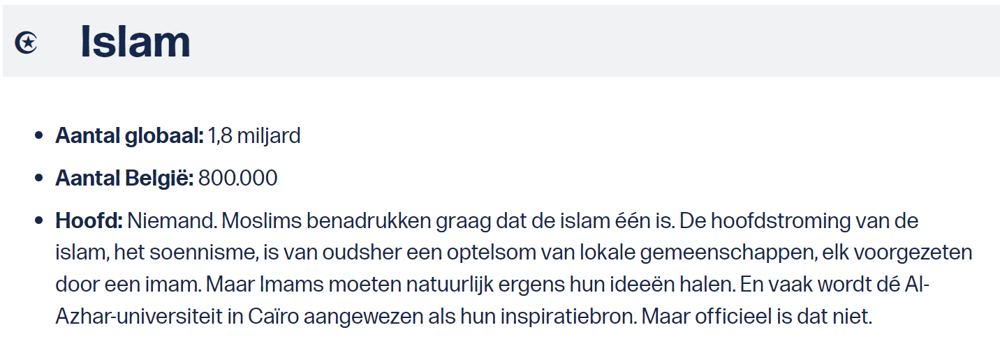 Islam
Aantal globaal: 1,8 miljard
Aantal België: 800.000
Hoofd: Niemand. Moslims benadrukken graag dat de islam één is. De hoofdstroming van de
islam, het soennisme, is van oudsher een optelsom van lokale gemeenschappen, elk voorgezeten
door een imam. Maar Imams moeten natuurlijk ergens hun ideeën halen. En vaak wordt dé Al-
Azhar-universiteit in Caïro aangewezen als hun inspiratiebron. Maar officieel is dat niet.